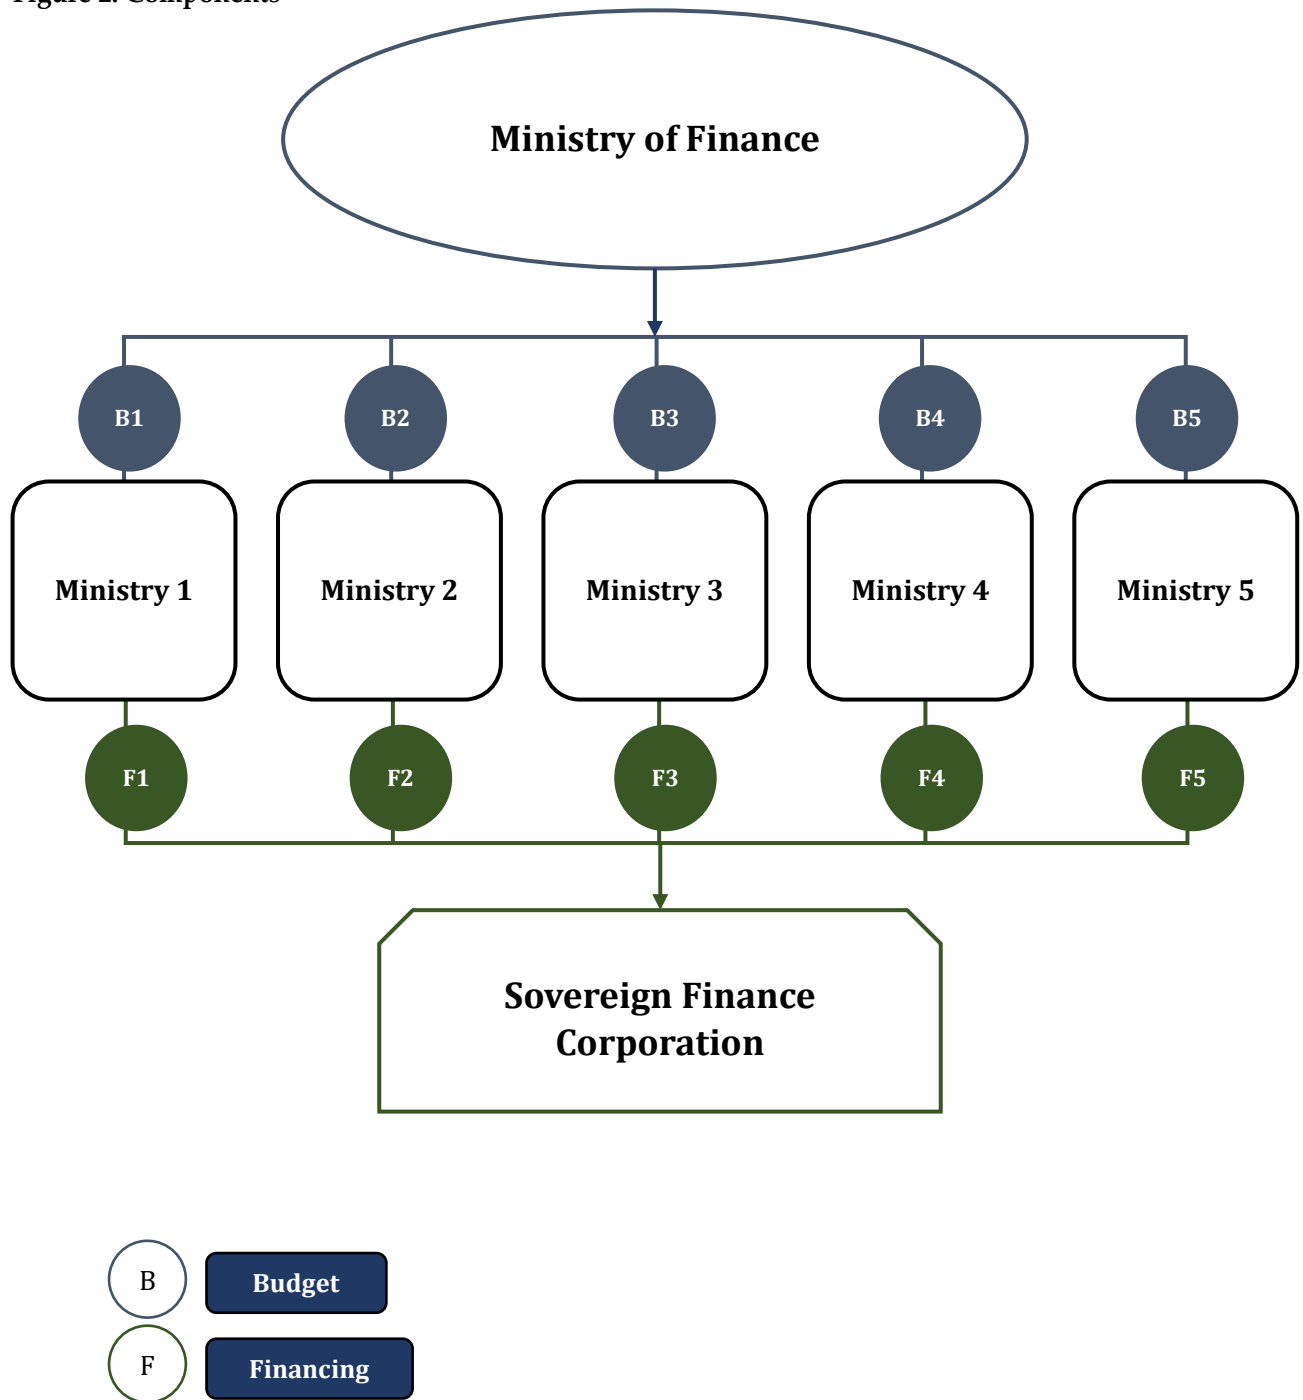 Ministry of Finance
B1 B2 B3 B4 B5
Ministry 1 Ministry 2 Ministry 3 Ministry 4 Ministry 5
F1 F2 F3 F4 F5
Sovereign Finance
Corporation
B Budget
F Financing